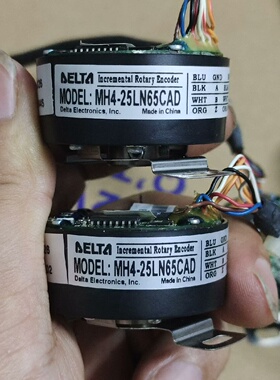 DELTA Incremental Rotary Encoder
MODEL: MH4-25LN65CAD
Delta Electronics, Inc. Made in China
BLU GND
BLK A
WHT B
ORG Z
DELTA Incremental Rotary Encoder
MODEL: MH4-25LN65CAD
Delta Electronics, Inc. Made in China
BLU
BLK
WHT
ORG